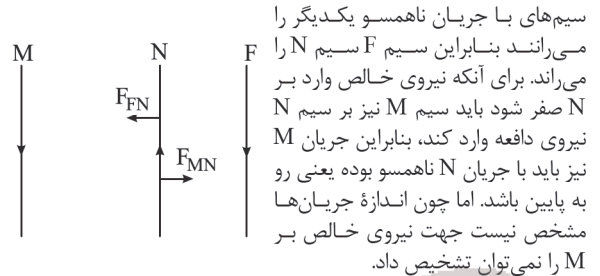 سیم‌های با جریان ناهمسو یکدیگر را
می‌رانند بنابراین سیم F سیم N را
می‌راند. برای آنکه نیروی خالص وارد بر
N صفر شود باید سیم M نیز بر سیم N
نیروی دافعه وارد کند، بنابراین جریان M
نیز باید با جریان N ناهمسو بوده یعنی رو
به پایین باشد. اما چون اندازهٔ جریان‌ها
مشخص نیست جهت نیروی خالص بر
M را نمی‌توان تشخیص داد.
M N F
F_FN
F_MN